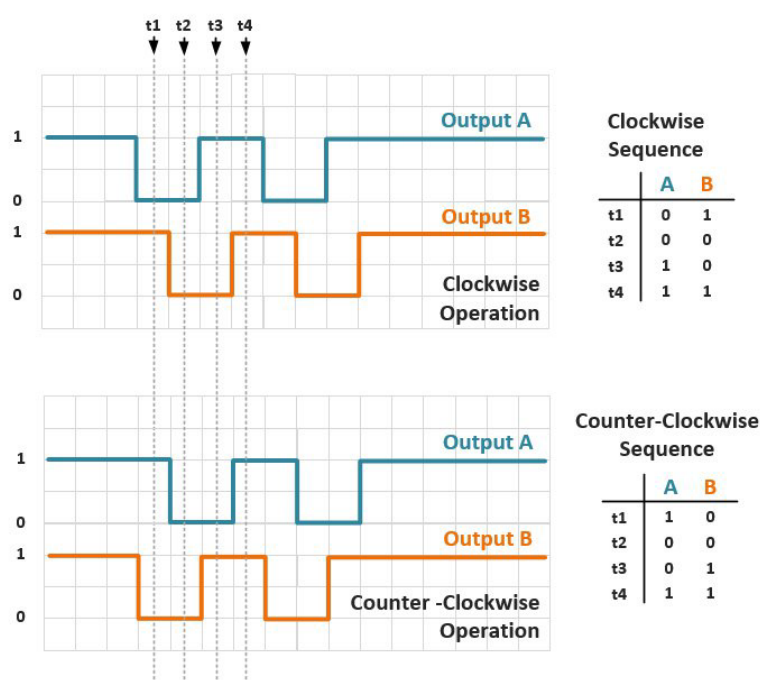 t1 t2 t3 t4
Output A
1
0
Output B
1
0
Clockwise
Operation
Clockwise
Sequence
A B
t1 0 1
t2 0 0
t3 1 0
t4 1 1
Output A
1
0
Output B
1
0
Counter -Clockwise
Operation
Counter-Clockwise
Sequence
A B
t1 1 0
t2 0 0
t3 0 1
t4 1 1